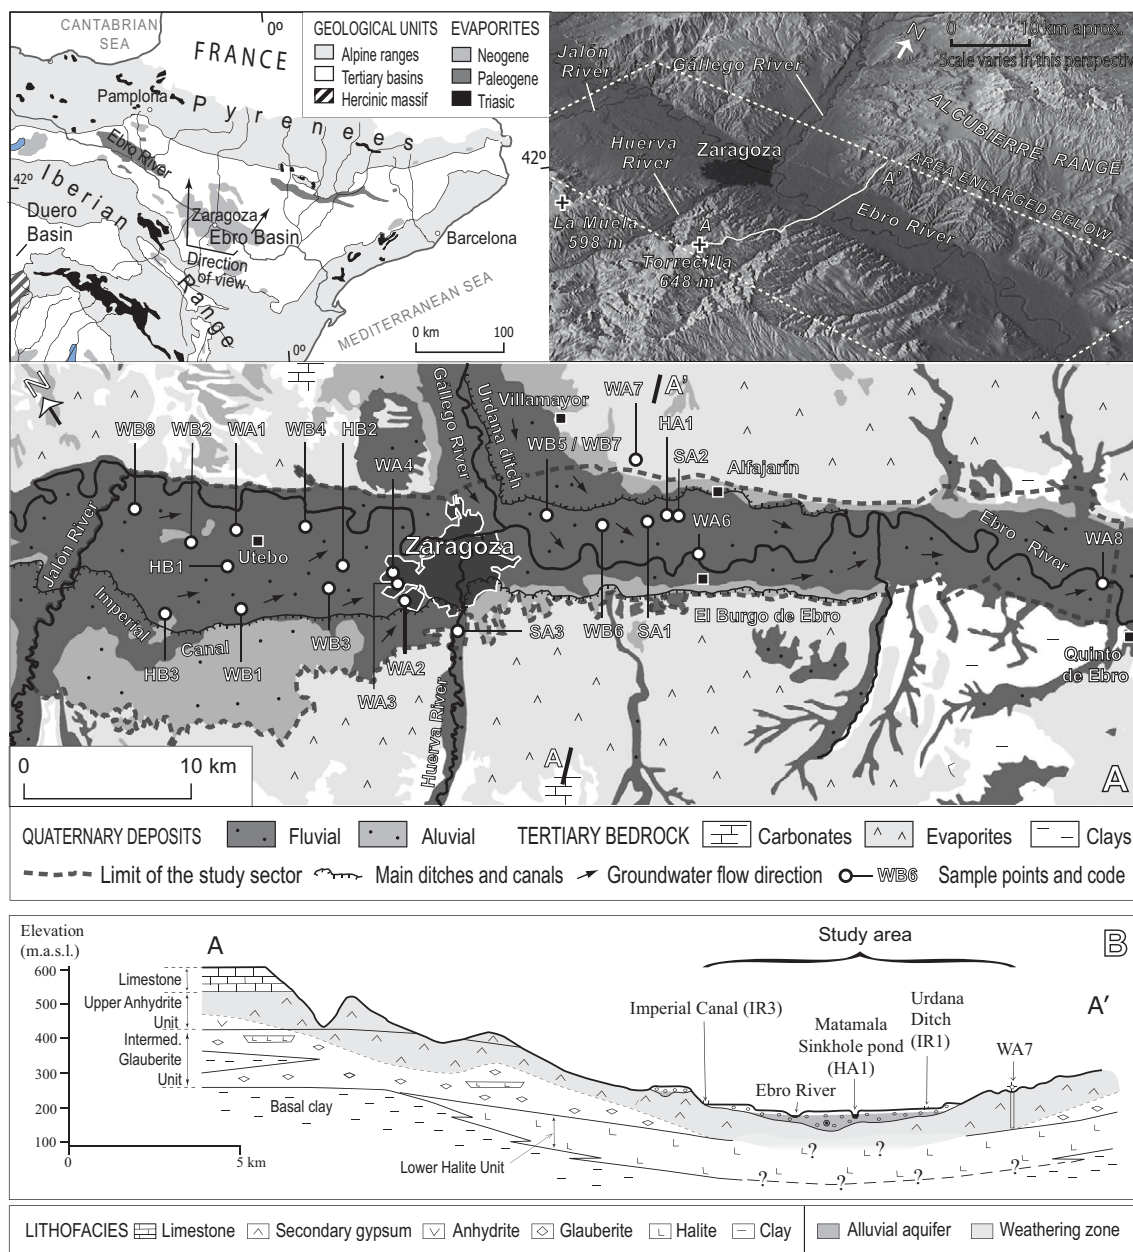 CANTABRIAN
SEA
0º
FRANCE
GEOLOGICAL UNITS
Alpine ranges
Tertiary basins
Hercinic massif
EVAPORITES
Neogene
Paleogene
Triasic
Pamplona
Pyrenees
Ebro River
42º
42º
Iberian
Range
Duero
Basin
Zaragoza
Ebro Basin
Direction
of view
Barcelona
MEDITERRANEAN SEA
0º
0 km 100
Jalón
River
Gállego River
N
0 10 km aprox.
Scale varies in this perspectiv
ALCUBIERRE RANGE
Huerva
River
Zaragoza
A'
AREA ENLARGED BELOW
La Muela
598 m
A
Torrecilla
648 m
Ebro River
N
Gállego River
Urdana ditch
Villamayor
WA7
A'
WB8
WB2
WA1
WB4
HB2
WA4
WB5 / WB7
HA1
SA2
Alfajarín
Jalón River
HB1
Utebo
Zaragoza
WA6
Ebro River
WA8
Imperial
Canal
HB3
WB1
WB3
WA2
WA3
SA3
WB6
SA1
El Burgo de Ebro
Quinto
de Ebro
Huerva River
A
0 10 km
A
QUATERNARY DEPOSITS Fluvial Aluvial TERTIARY BEDROCK Carbonates Evaporites Clays
Limit of the study sector Main ditches and canals Groundwater flow direction WB6 Sample points and code
Elevation
(m.a.s.l.)
A
Study area
B
600
500
400
300
200
100
Limestone
Upper Anhydrite
Unit
Intermed.
Glauberite
Unit
Basal clay
Lower Halite Unit
Imperial Canal (IR3)
Ebro River
Matamala
Sinkhole pond
(HA1)
Urdana
Ditch
(IR1)
WA7
A'
? ? ? ? ? ?
0 5 km
LITHOFACIES Limestone Secondary gypsum Anhydrite Glauberite Halite Clay Alluvial aquifer Weathering zone